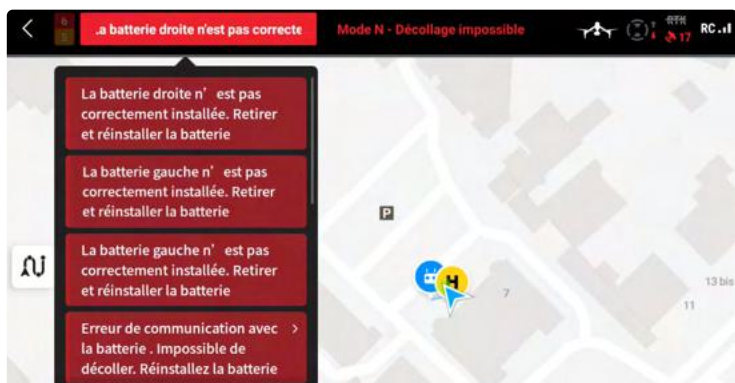 6
5
.a batterie droite n'est pas correcte
Mode N - Décollage impossible
RTK
17
RC
La batterie droite n' est pas
correctement installée. Retirer
et réinstaller la batterie
La batterie gauche n' est pas
correctement installée. Retirer
et réinstaller la batterie
La batterie gauche n' est pas
correctement installée. Retirer
et réinstaller la batterie
Erreur de communication avec
la batterie . Impossible de
décoller. Réinstallez la batterie
P
H
7
13 bis
11